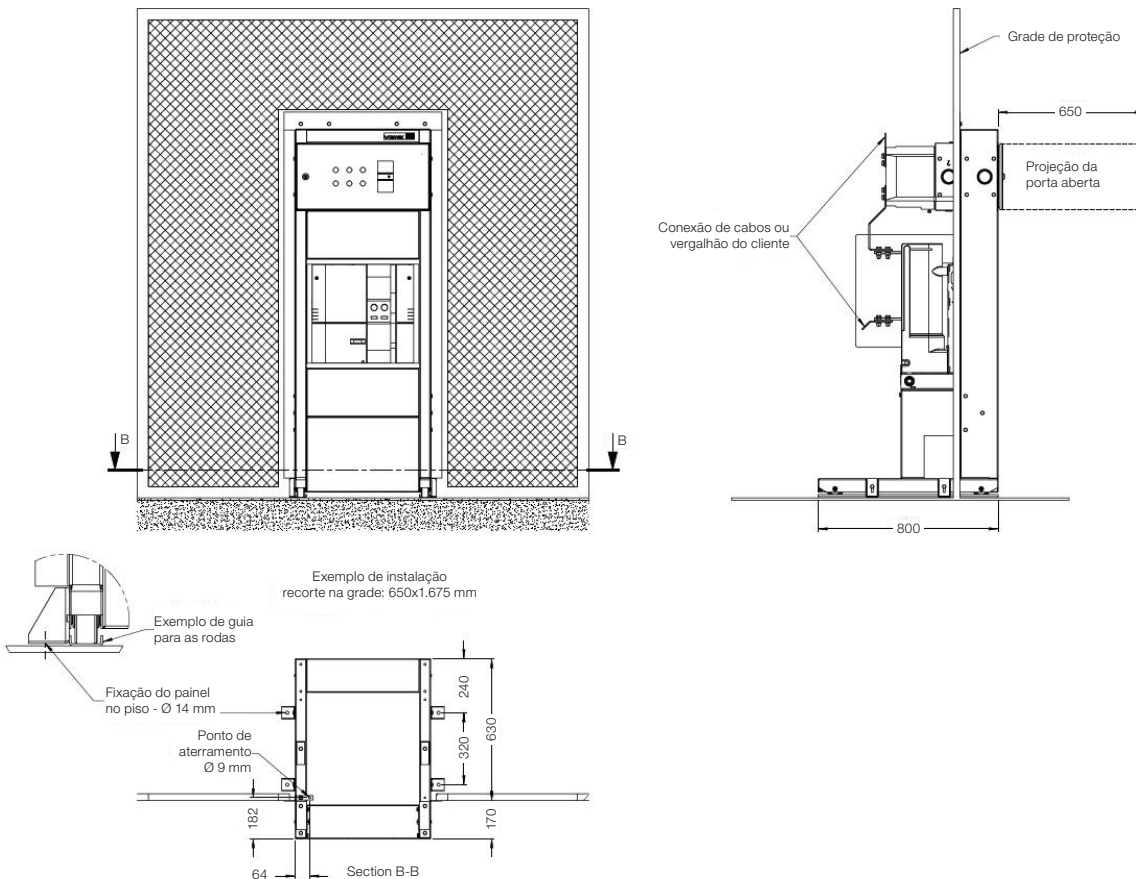 Grade de proteção
650
Projeção da
porta aberta
Conexão de cabos ou
vergalhão do cliente
B
B
800
Exemplo de instalação
recorte na grade: 650x1.675 mm
Exemplo de guia
para as rodas
Fixação do painel
no piso - Ø 14 mm
Ponto de
aterramento
Ø 9 mm
240
630
320
182
170
64
Section B-B